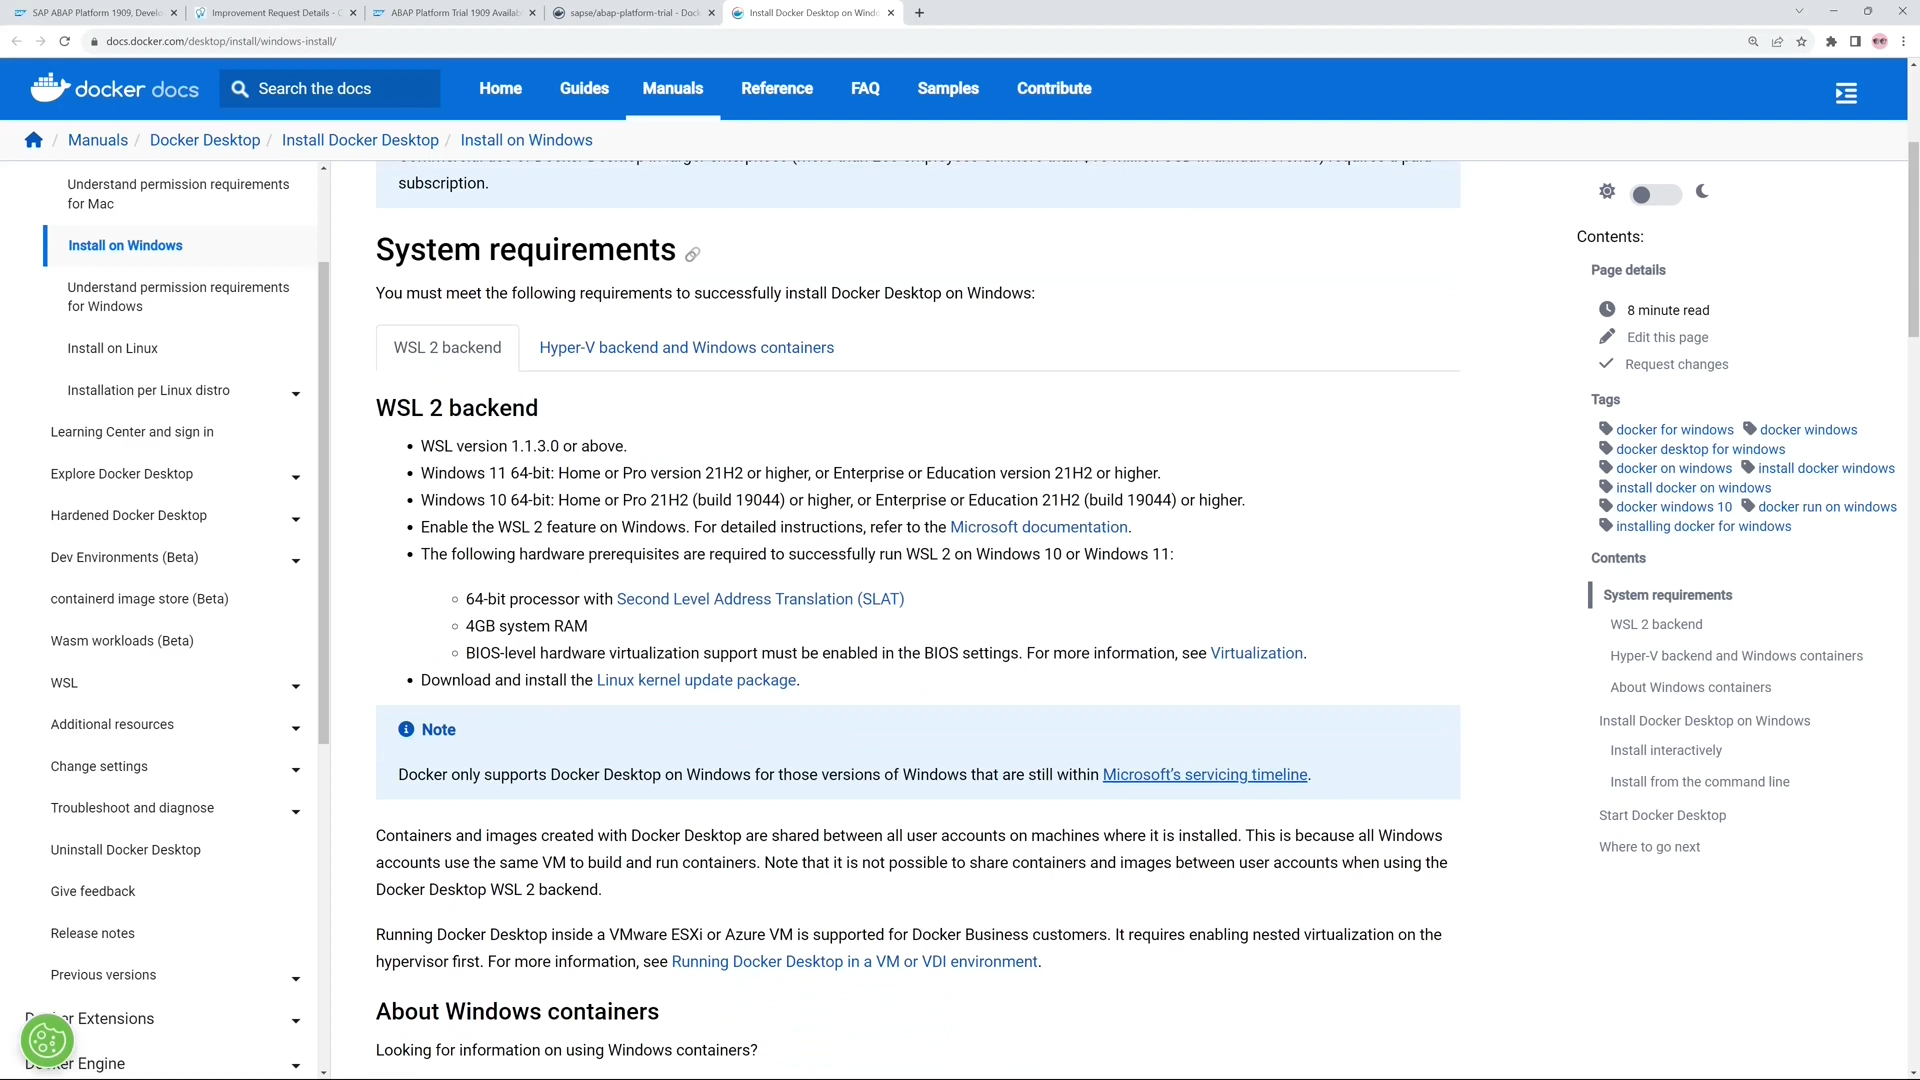 SAP ABAP Platform 1909, Develo
Improvement Request Details - C
ABAP Platform Trial 1909 Availab
sapse/abap-platform-trial - Dock
Install Docker Desktop on Windo
docs.docker.com/desktop/install/windows-install/
docker docs
Search the docs
Home
Guides
Manuals
Reference
FAQ
Samples
Contribute
/ Manuals / Docker Desktop / Install Docker Desktop / Install on Windows
Understand permission requirements
for Mac
Install on Windows
Understand permission requirements
for Windows
Install on Linux
Installation per Linux distro
Learning Center and sign in
Explore Docker Desktop
Hardened Docker Desktop
Dev Environments (Beta)
containerd image store (Beta)
Wasm workloads (Beta)
WSL
Additional resources
Change settings
Troubleshoot and diagnose
Uninstall Docker Desktop
Give feedback
Release notes
Previous versions
Extensions
Engine
subscription.
System requirements
You must meet the following requirements to successfully install Docker Desktop on Windows:
WSL 2 backend
Hyper-V backend and Windows containers
WSL 2 backend
• WSL version 1.1.3.0 or above.
• Windows 11 64-bit: Home or Pro version 21H2 or higher, or Enterprise or Education version 21H2 or higher.
• Windows 10 64-bit: Home or Pro 21H2 (build 19044) or higher, or Enterprise or Education 21H2 (build 19044) or higher.
• Enable the WSL 2 feature on Windows. For detailed instructions, refer to the Microsoft documentation.
• The following hardware prerequisites are required to successfully run WSL 2 on Windows 10 or Windows 11:
◦ 64-bit processor with Second Level Address Translation (SLAT)
◦ 4GB system RAM
◦ BIOS-level hardware virtualization support must be enabled in the BIOS settings. For more information, see Virtualization.
• Download and install the Linux kernel update package.
Note
Docker only supports Docker Desktop on Windows for those versions of Windows that are still within Microsoft's servicing timeline.
Containers and images created with Docker Desktop are shared between all user accounts on machines where it is installed. This is because all Windows
accounts use the same VM to build and run containers. Note that it is not possible to share containers and images between user accounts when using the
Docker Desktop WSL 2 backend.
Running Docker Desktop inside a VMware ESXi or Azure VM is supported for Docker Business customers. It requires enabling nested virtualization on the
hypervisor first. For more information, see Running Docker Desktop in a VM or VDI environment.
About Windows containers
Looking for information on using Windows containers?
Contents:
Page details
8 minute read
Edit this page
Request changes
Tags
docker for windows docker windows
docker desktop for windows
docker on windows install docker windows
install docker on windows
docker windows 10 docker run on windows
installing docker for windows
Contents
System requirements
WSL 2 backend
Hyper-V backend and Windows containers
About Windows containers
Install Docker Desktop on Windows
Install interactively
Install from the command line
Start Docker Desktop
Where to go next